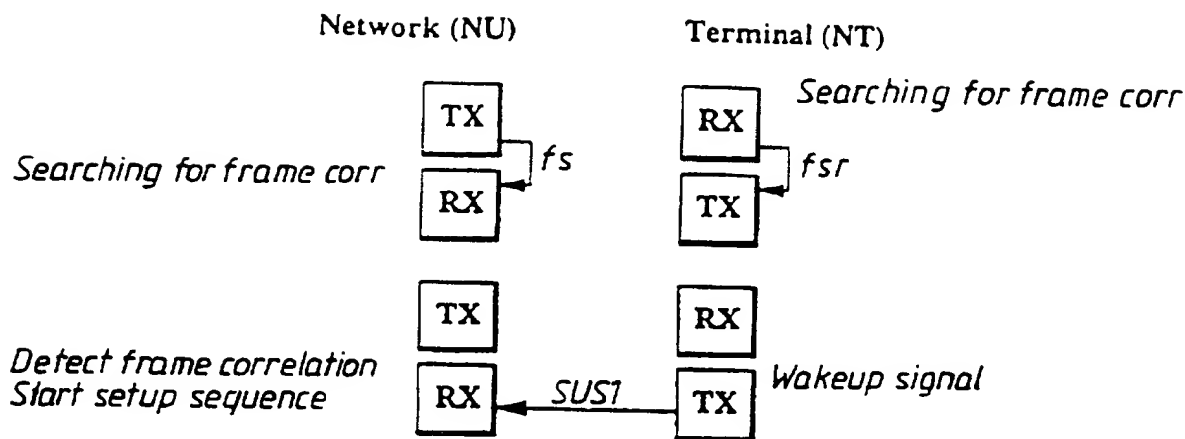 Network (NU) Terminal (NT)
TX RX Searching for frame corr
fs fsr
Searching for frame corr
RX TX
TX RX
Detect frame correlation
Start setup sequence RX SUS1 TX Wakeup signal